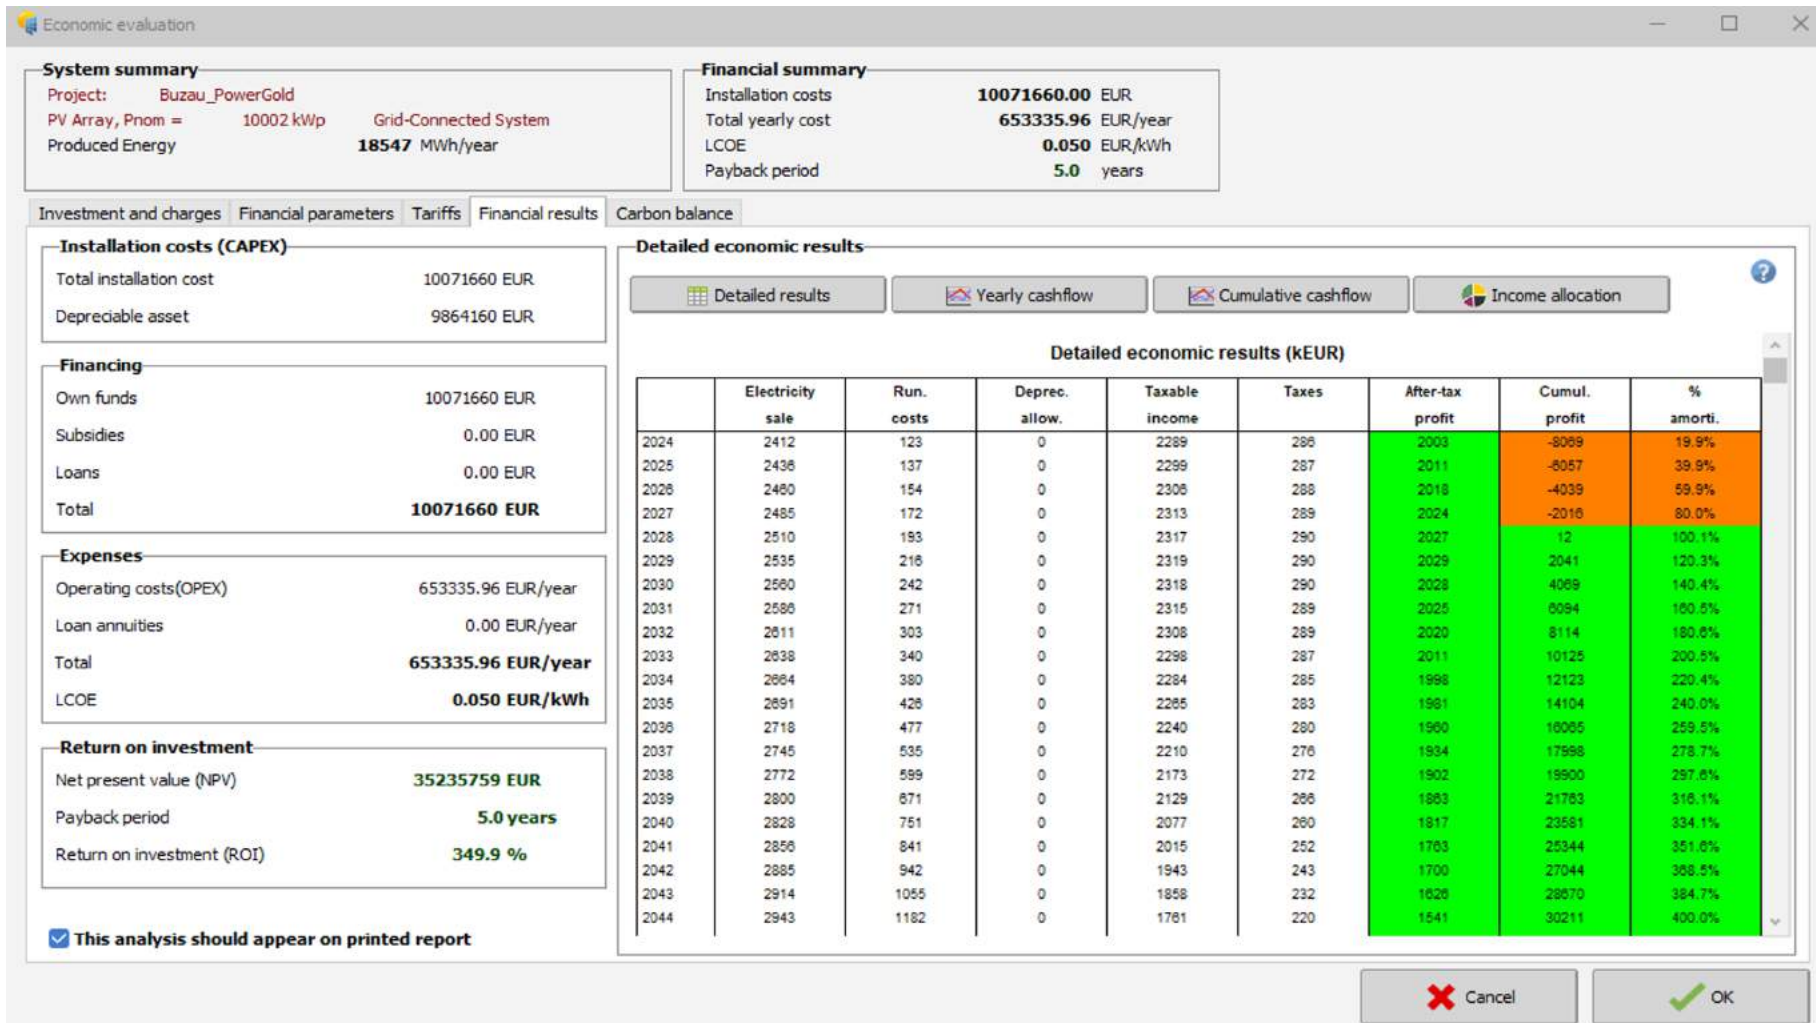 Economic evaluation
System summary
Project: Buzau_PowerGold
PV Array, Pnom = 10002 kWp Grid-Connected System
Produced Energy 18547 MWh/year
Financial summary
Installation costs 10071660.00 EUR
Total yearly cost 653335.96 EUR/year
LCOE 0.050 EUR/kWh
Payback period 5.0 years
Investment and charges Financial parameters Tariffs Financial results Carbon balance
Installation costs (CAPEX)
Total installation cost 10071660 EUR
Depreciable asset 9864160 EUR
Financing
Own funds 10071660 EUR
Subsidies 0.00 EUR
Loans 0.00 EUR
Total 10071660 EUR
Expenses
Operating costs(OPEX) 653335.96 EUR/year
Loan annuities 0.00 EUR/year
Total 653335.96 EUR/year
LCOE 0.050 EUR/kWh
Return on investment
Net present value (NPV) 35235759 EUR
Payback period 5.0 years
Return on investment (ROI) 349.9 %
This analysis should appear on printed report
Detailed economic results
Detailed results Yearly cashflow Cumulative cashflow Income allocation
Detailed economic results (kEUR)
Electricity Run. Deprec. Taxable Taxes After-tax Cumul. %
sale costs allow. income profit profit amorti.
2024 2412 123 0 2289 286 2003 -8069 19.9%
2025 2436 137 0 2299 287 2011 -6057 39.9%
2026 2460 154 0 2306 288 2018 -4039 59.9%
2027 2485 172 0 2313 289 2024 -2016 80.0%
2028 2510 193 0 2317 290 2027 12 100.1%
2029 2535 216 0 2319 290 2029 2041 120.3%
2030 2560 242 0 2318 290 2028 4069 140.4%
2031 2586 271 0 2315 289 2025 6094 160.5%
2032 2611 303 0 2308 289 2020 8114 180.6%
2033 2638 340 0 2298 287 2011 10125 200.5%
2034 2664 380 0 2284 285 1998 12123 220.4%
2035 2691 426 0 2265 283 1981 14104 240.0%
2036 2718 477 0 2240 280 1960 16065 259.5%
2037 2745 535 0 2210 276 1934 17998 278.7%
2038 2772 599 0 2173 272 1902 19900 297.6%
2039 2800 671 0 2129 266 1863 21763 316.1%
2040 2828 751 0 2077 260 1817 23581 334.1%
2041 2856 841 0 2015 252 1763 25344 351.6%
2042 2885 942 0 1943 243 1700 27044 368.5%
2043 2914 1055 0 1858 232 1626 28670 384.7%
2044 2943 1182 0 1761 220 1541 30211 400.0%
Cancel OK